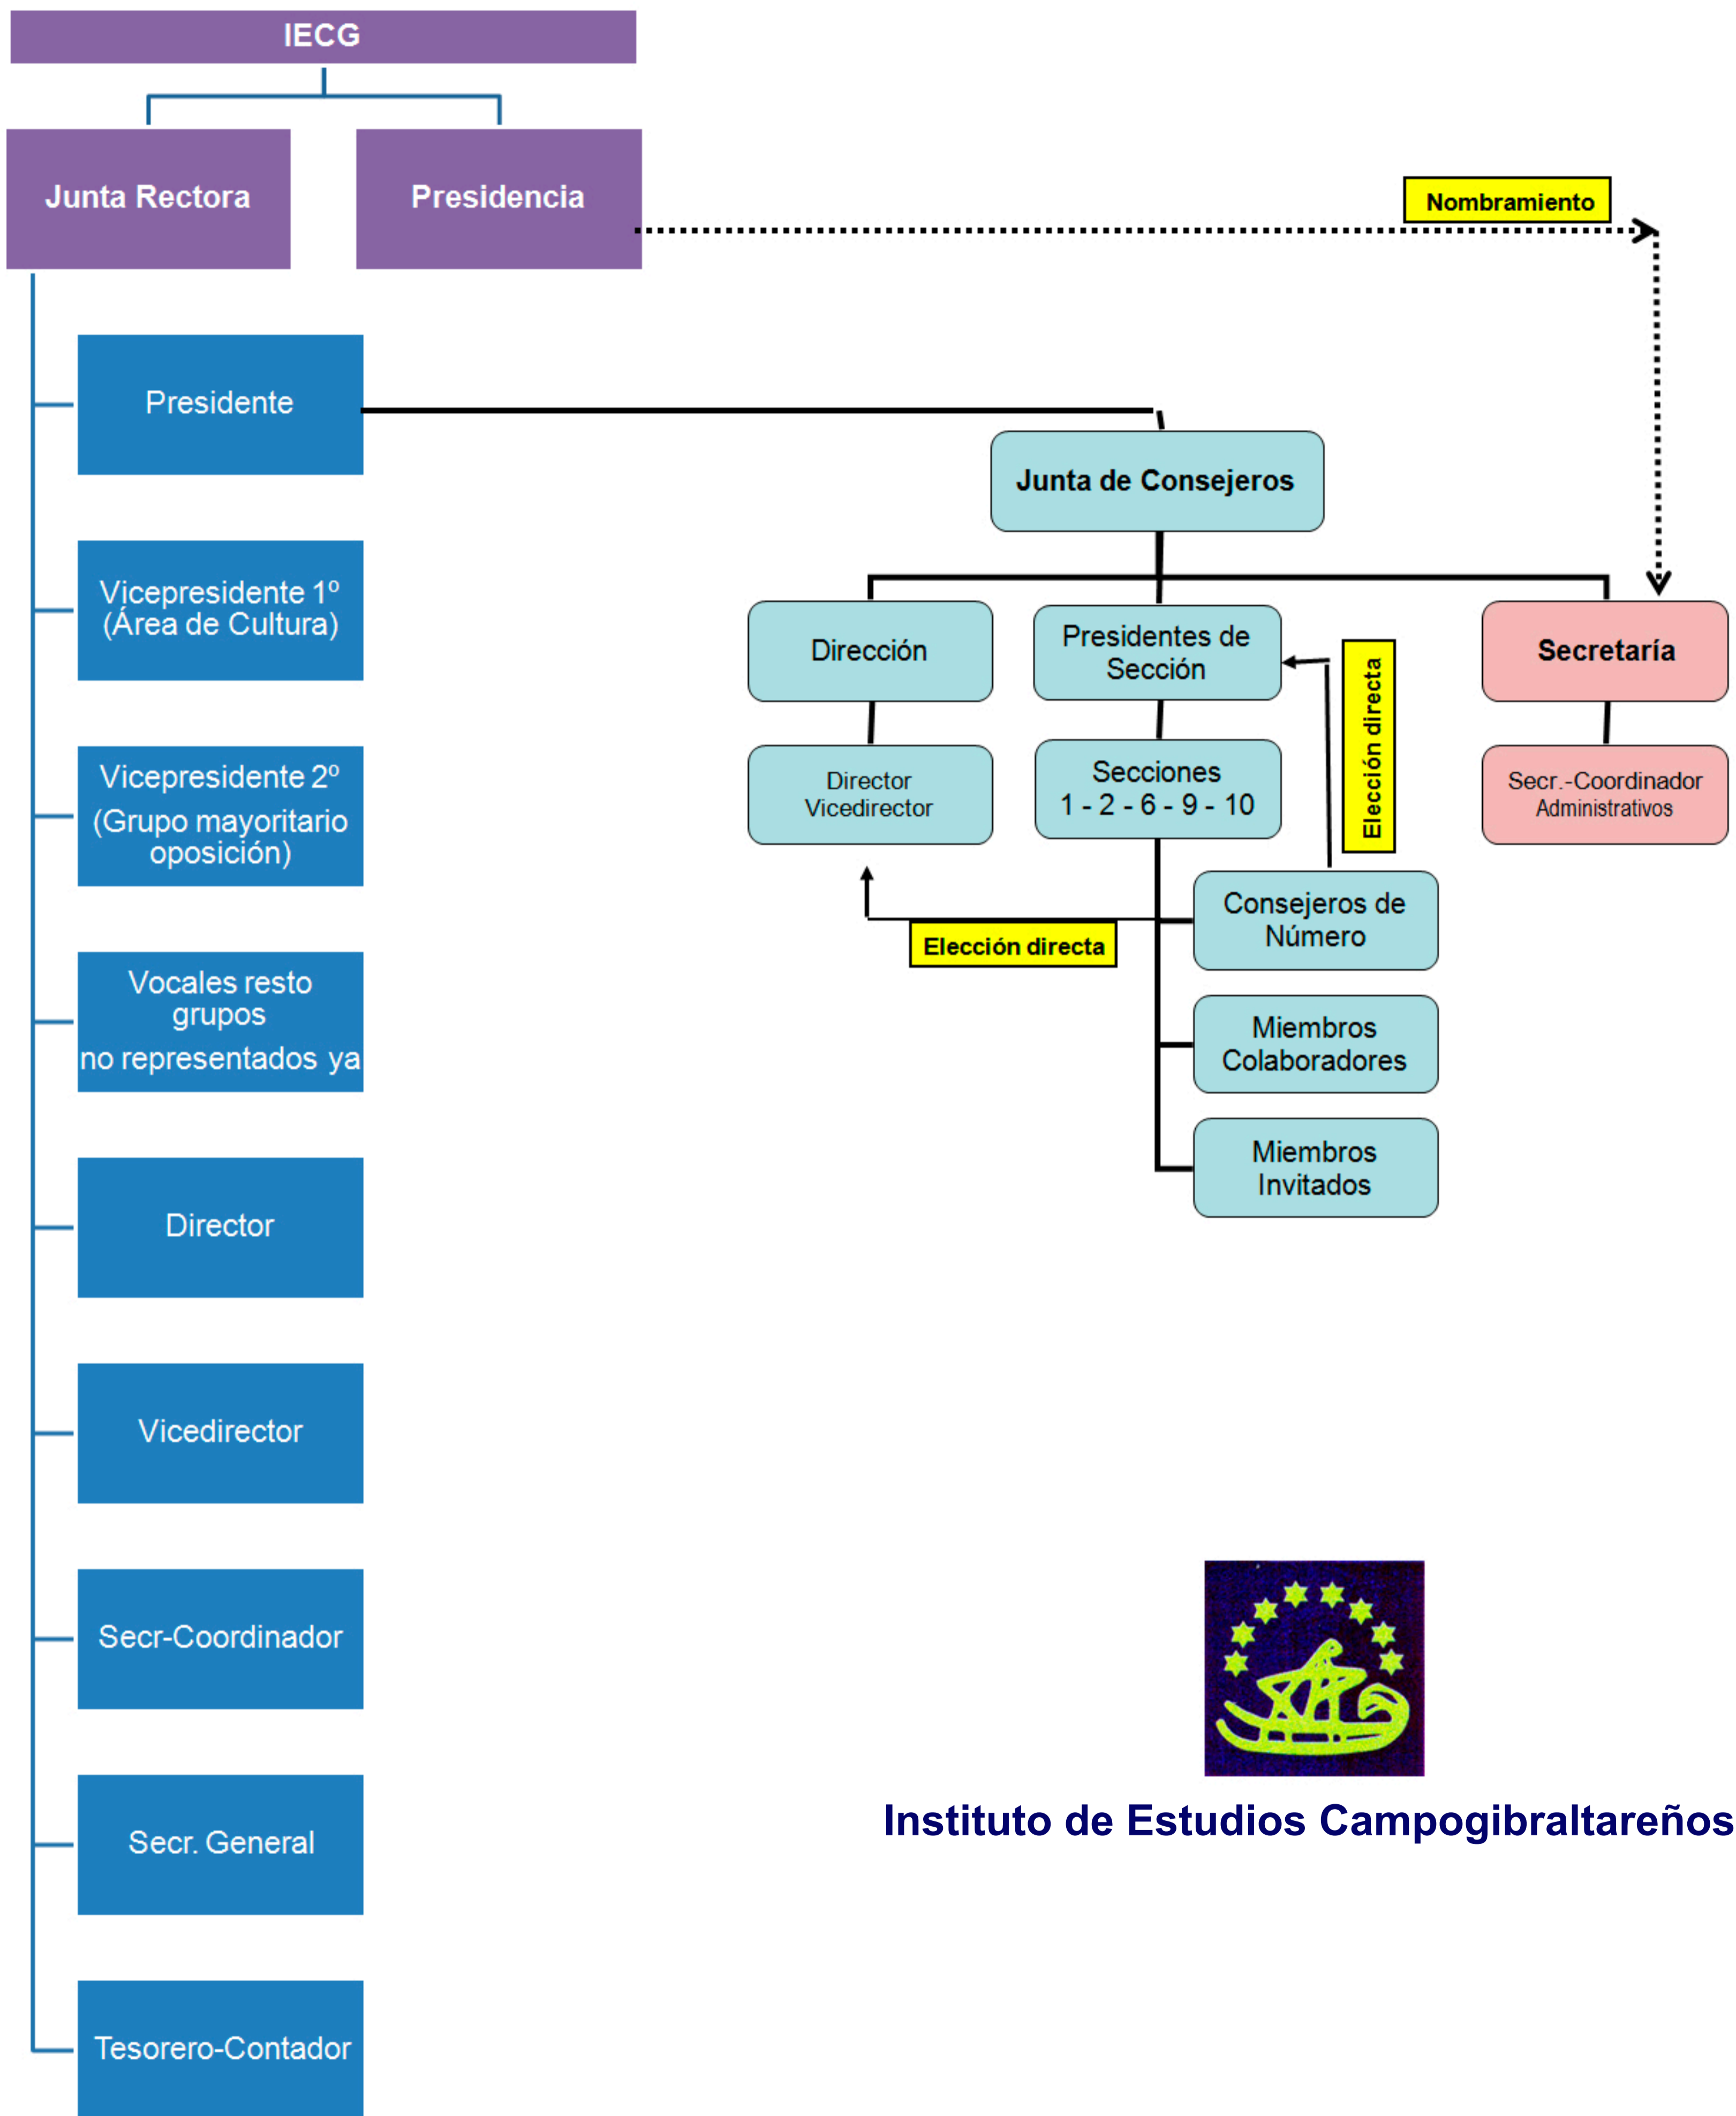 IECG
Junta Rectora
Presidencia
Nombramiento
Presidente
Junta de Consejeros
Vicepresidente 1º
(Área de Cultura)
Dirección
Presidentes de
Sección
Elección directa
Secretaría
Vicepresidente 2º
(Grupo mayoritario
oposición)
Director
Vicedirector
Secciones
1 - 2 - 6 - 9 - 10
Secr.-Coordinador
Administrativos
Consejeros de
Número
Elección directa
Vocales resto
grupos
no representados ya
Miembros
Colaboradores
Miembros
Invitados
Director
Vicedirector
Secr-Coordinador
Secr. General
Tesorero-Contador
Instituto de Estudios Campogibraltareños